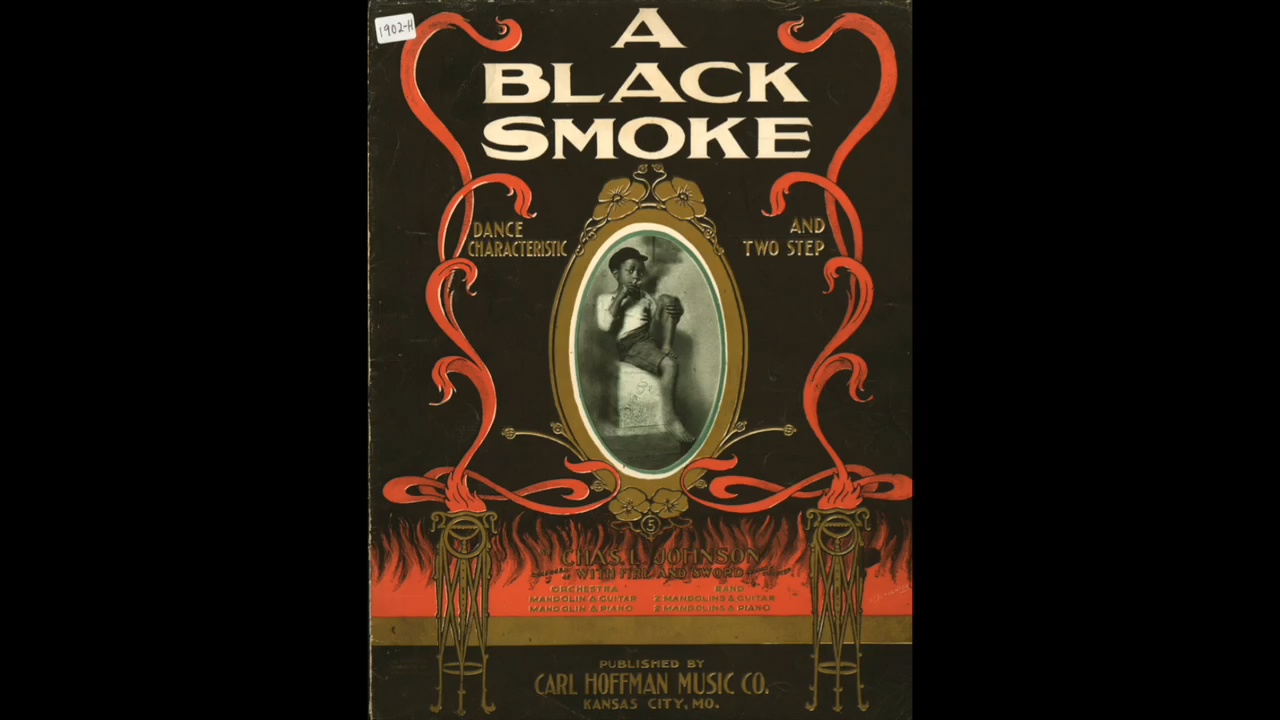 1902-H
A
BLACK
SMOKE
DANCE
CHARACTERISTIC
AND
TWO STEP
5
CHAS. L. JOHNSON
"WITH FIRE AND SWORD"
ORCHESTRA
MANDOLIN & GUITAR
MANDOLIN & PIANO
BAND
2 MANDOLINS & GUITAR
2 MANDOLINS & PIANO
PUBLISHED BY
CARL HOFFMAN MUSIC CO.
KANSAS CITY, MO.